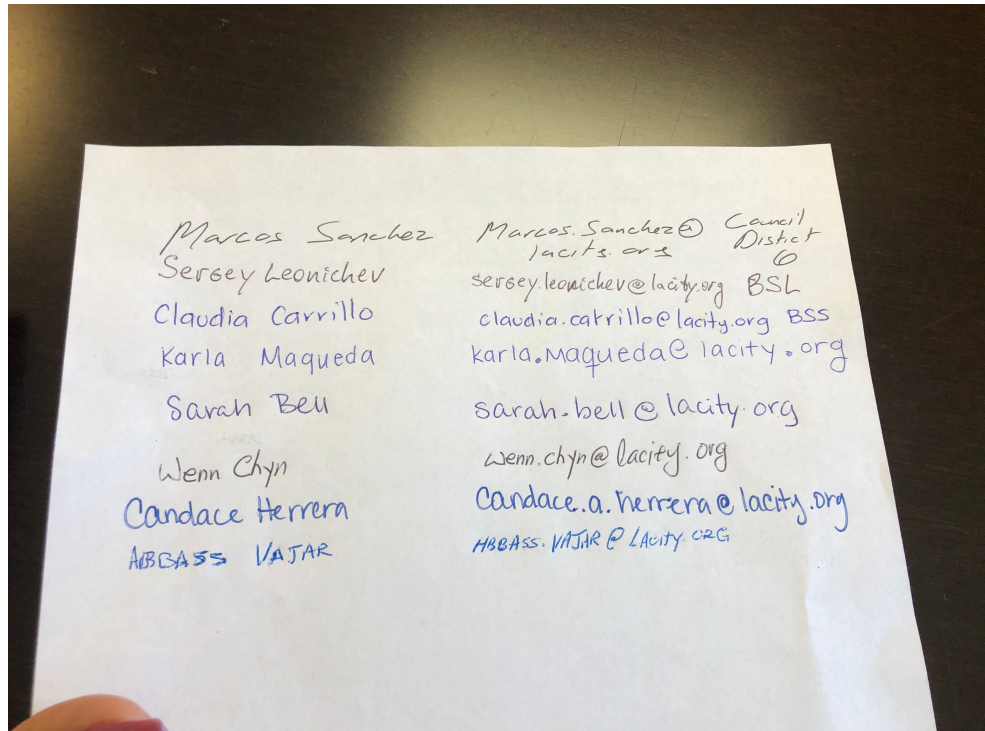 Marcos Sanchez Marcos.Sanchez@ Council
lacity.org District
6
Sergey Leonichev sergey.leonichev@lacity.org BSL
Claudia Carrillo claudia.carrillo@lacity.org BSS
Karla Maqueda karla.maqueda@lacity.org
Sarah Bell sarah.bell@lacity.org
Wenn Chyn wenn.chyn@lacity.org
Candace Herrera Candace.a.herrera@lacity.org
ABBASS VAJAR ABBASS.VAJAR@LAcity.ORG